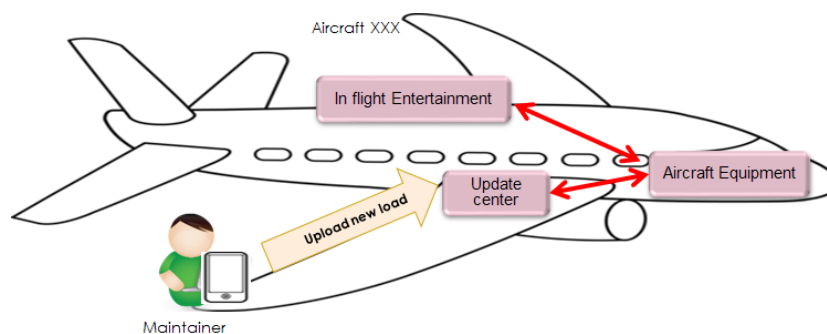 Aircraft XXX
In flight Entertainment
Aircraft Equipment
Update
center
Upload new load
Maintainer